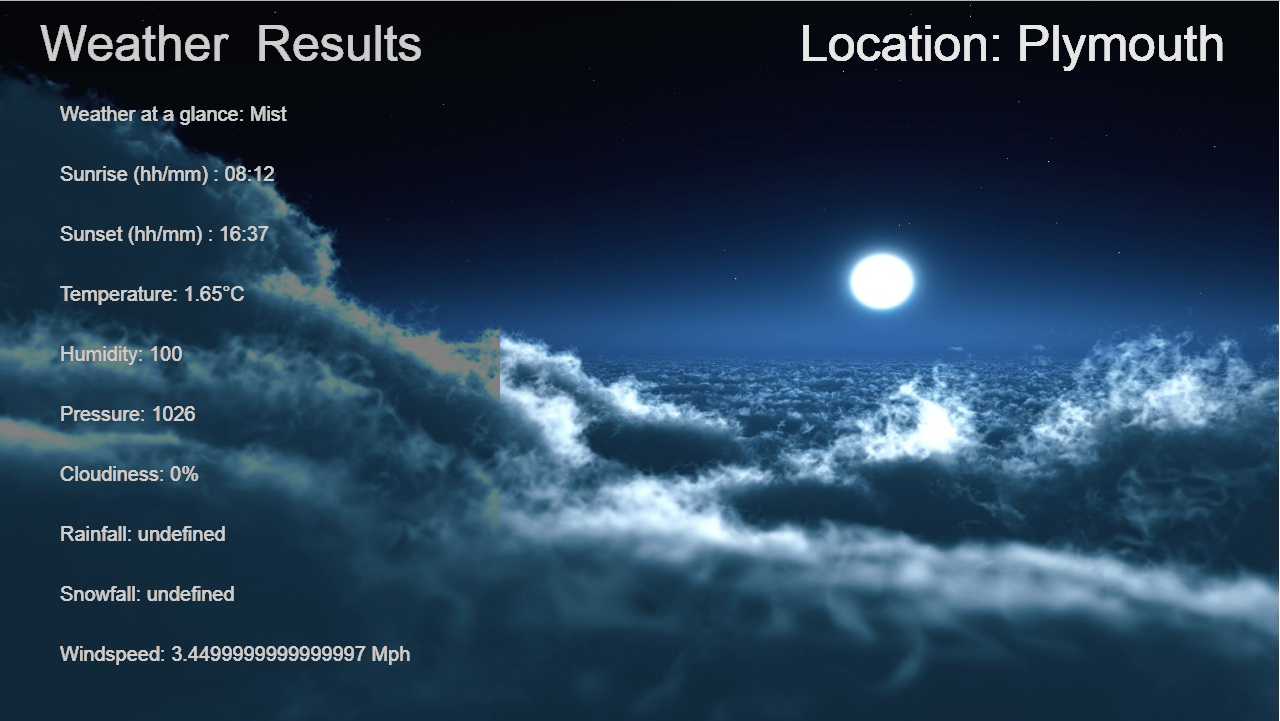 Weather  Results
Location: Plymouth
Weather at a glance: Mist
Sunrise (hh/mm) : 08:12
Sunset (hh/mm) : 16:37
Temperature: 1.65°C
Humidity: 100
Pressure: 1026
Cloudiness: 0%
Rainfall: undefined
Snowfall: undefined
Windspeed: 3.4499999999999997 Mph